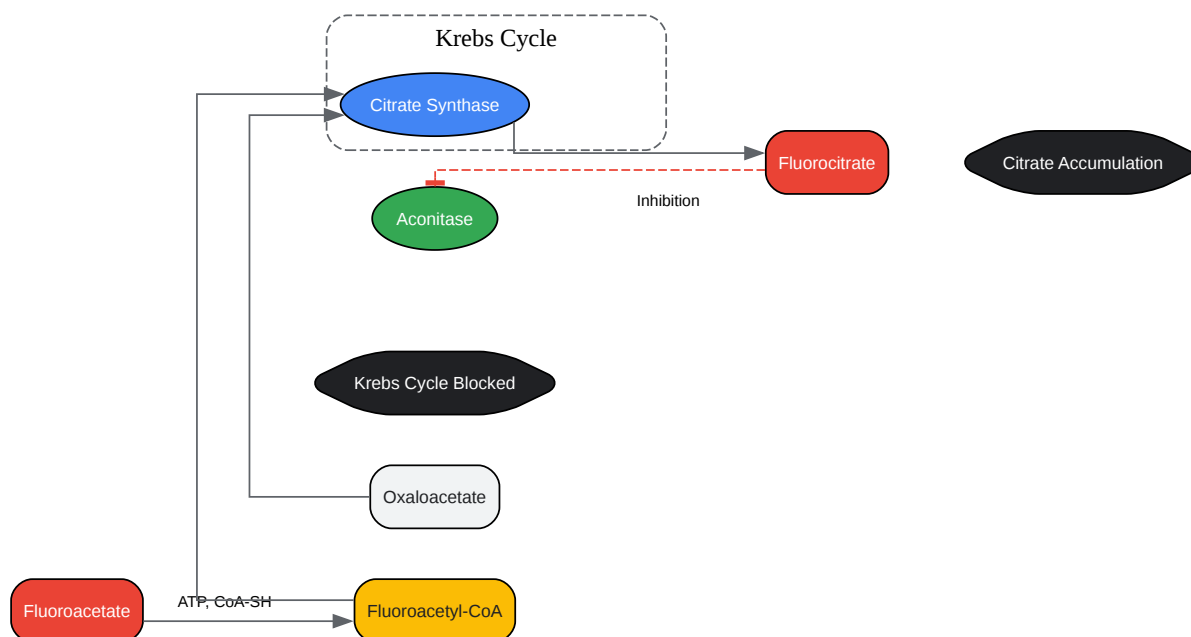 Krebs Cycle
Citrate Synthase
Fluorocitrate
Citrate Accumulation
Inhibition
Aconitase
Krebs Cycle Blocked
Oxaloacetate
ATP, CoA-SH
Fluoroacetate
Fluoroacetyl-CoA